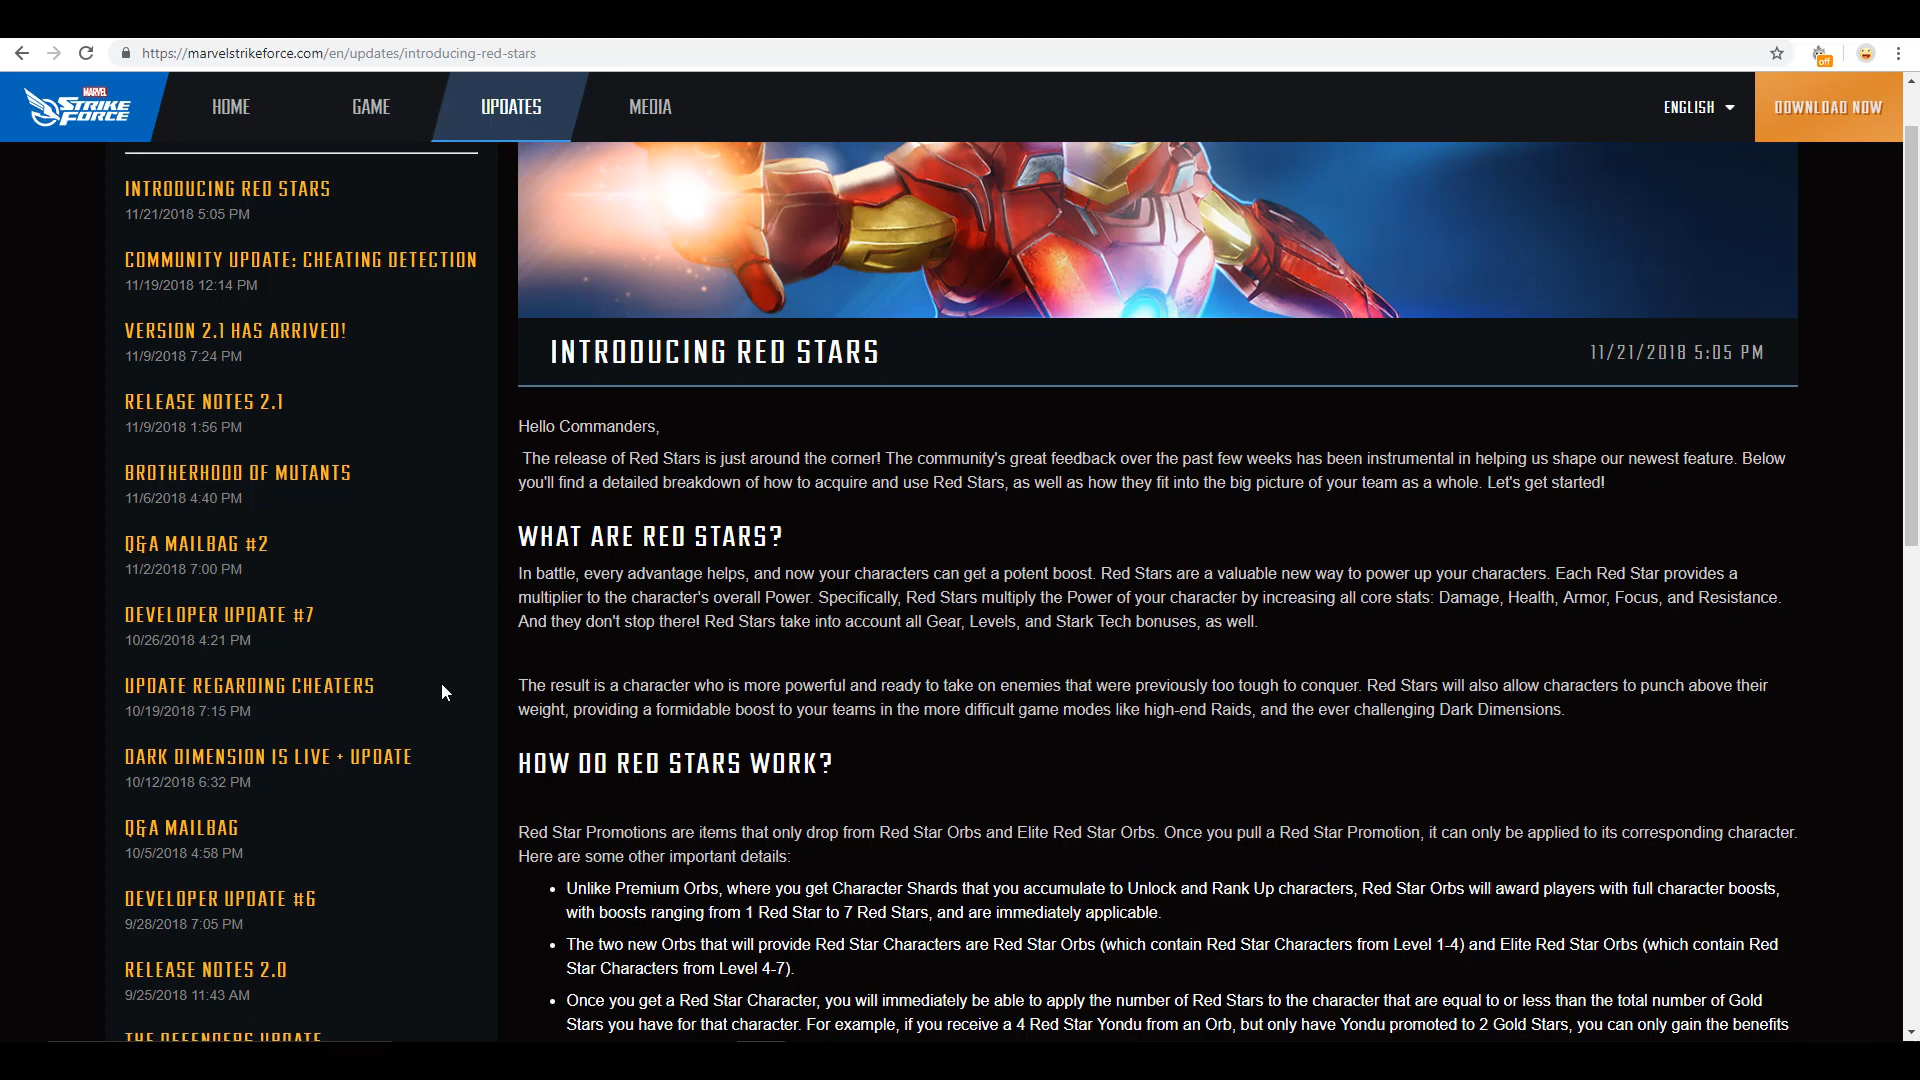 https://marvelstrikeforce.com/en/updates/introducing-red-stars
off
MARVEL
STRIKE
FORCE
HOME
GAME
UPDATES
MEDIA
ENGLISH
DOWNLOAD NOW
INTRODUCING RED STARS
11/21/2018 5:05 PM
COMMUNITY UPDATE: CHEATING DETECTION
11/19/2018 12:14 PM
VERSION 2.1 HAS ARRIVED!
11/9/2018 7:24 PM
RELEASE NOTES 2.1
11/9/2018 1:56 PM
BROTHERHOOD OF MUTANTS
11/6/2018 4:40 PM
Q&A MAILBAG #2
11/2/2018 7:00 PM
DEVELOPER UPDATE #7
10/26/2018 4:21 PM
UPDATE REGARDING CHEATERS
10/19/2018 7:15 PM
DARK DIMENSION IS LIVE + UPDATE
10/12/2018 6:32 PM
Q&A MAILBAG
10/5/2018 4:58 PM
DEVELOPER UPDATE #6
9/28/2018 7:05 PM
RELEASE NOTES 2.0
9/25/2018 11:43 AM
THE DEFENDERS UPDATE
INTRODUCING RED STARS
11/21/2018 5:05 PM
Hello Commanders,
The release of Red Stars is just around the corner! The community's great feedback over the past few weeks has been instrumental in helping us shape our newest feature. Below
you'll find a detailed breakdown of how to acquire and use Red Stars, as well as how they fit into the big picture of your team as a whole. Let's get started!
WHAT ARE RED STARS?
In battle, every advantage helps, and now your characters can get a potent boost. Red Stars are a valuable new way to power up your characters. Each Red Star provides a
multiplier to the character's overall Power. Specifically, Red Stars multiply the Power of your character by increasing all core stats: Damage, Health, Armor, Focus, and Resistance.
And they don't stop there! Red Stars take into account all Gear, Levels, and Stark Tech bonuses, as well.
The result is a character who is more powerful and ready to take on enemies that were previously too tough to conquer. Red Stars will also allow characters to punch above their
weight, providing a formidable boost to your teams in the more difficult game modes like high-end Raids, and the ever challenging Dark Dimensions.
HOW DO RED STARS WORK?
Red Star Promotions are items that only drop from Red Star Orbs and Elite Red Star Orbs. Once you pull a Red Star Promotion, it can only be applied to its corresponding character.
Here are some other important details:
• Unlike Premium Orbs, where you get Character Shards that you accumulate to Unlock and Rank Up characters, Red Star Orbs will award players with full character boosts,
with boosts ranging from 1 Red Star to 7 Red Stars, and are immediately applicable.
• The two new Orbs that will provide Red Star Characters are Red Star Orbs (which contain Red Star Characters from Level 1-4) and Elite Red Star Orbs (which contain Red
Star Characters from Level 4-7).
• Once you get a Red Star Character, you will immediately be able to apply the number of Red Stars to the character that are equal to or less than the total number of Gold
Stars you have for that character. For example, if you receive a 4 Red Star Yondu from an Orb, but only have Yondu promoted to 2 Gold Stars, you can only gain the benefits